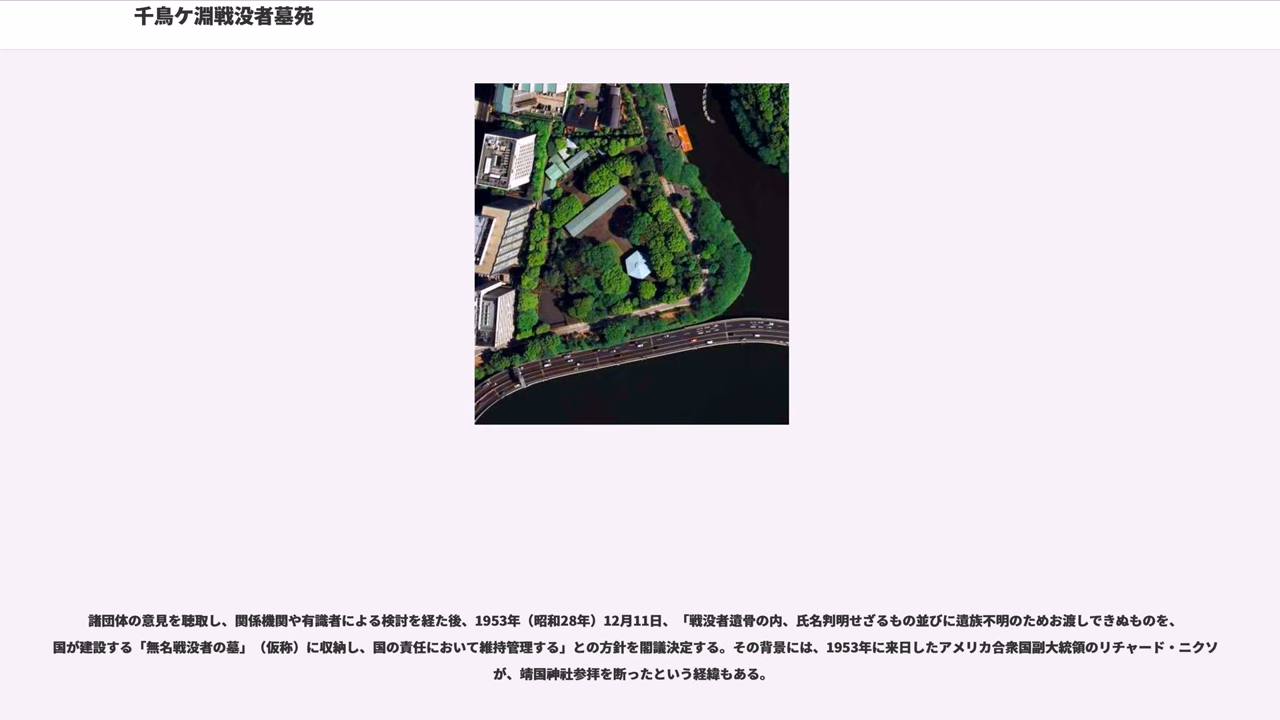 千鳥ケ淵戦没者墓苑
諸団体の意見を聴取し、関係機関や有識者による検討を経た後、1953年（昭和28年）12月11日、「戦没者遺骨の内、氏名判明せざるもの並びに遺族不明のためお渡しできぬものを、
国が建設する「無名戦没者の墓」（仮称）に収納し、国の責任において維持管理する」との方針を閣議決定する。その背景には、1953年に来日したアメリカ合衆国副大統領のリチャード・ニクソ
が、靖国神社参拝を断ったという経緯もある。